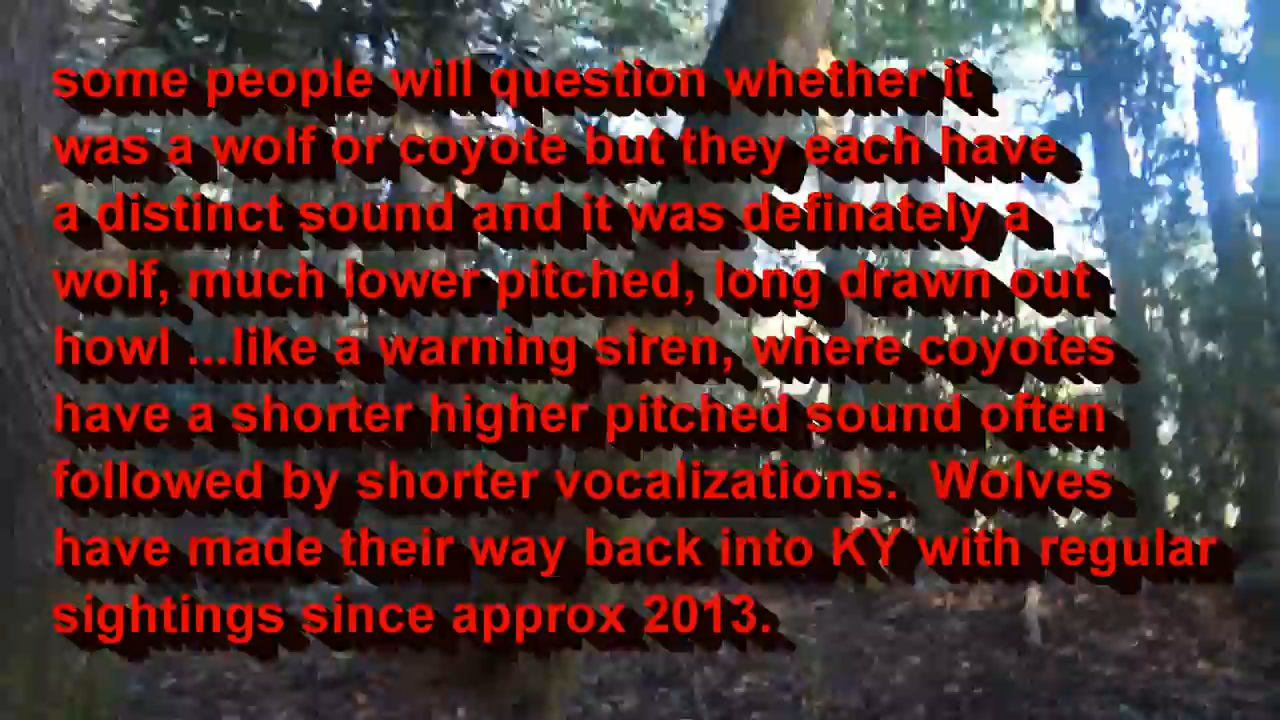 some people will question whether it
was a wolf or coyote but they each have
a distinct sound and it was definately a
wolf, much lower pitched, long drawn out
howl ...like a warning siren, where coyotes
have a shorter higher pitched sound often
followed by shorter vocalizations.  Wolves
have made their way back into KY with regular
sightings since approx 2013.